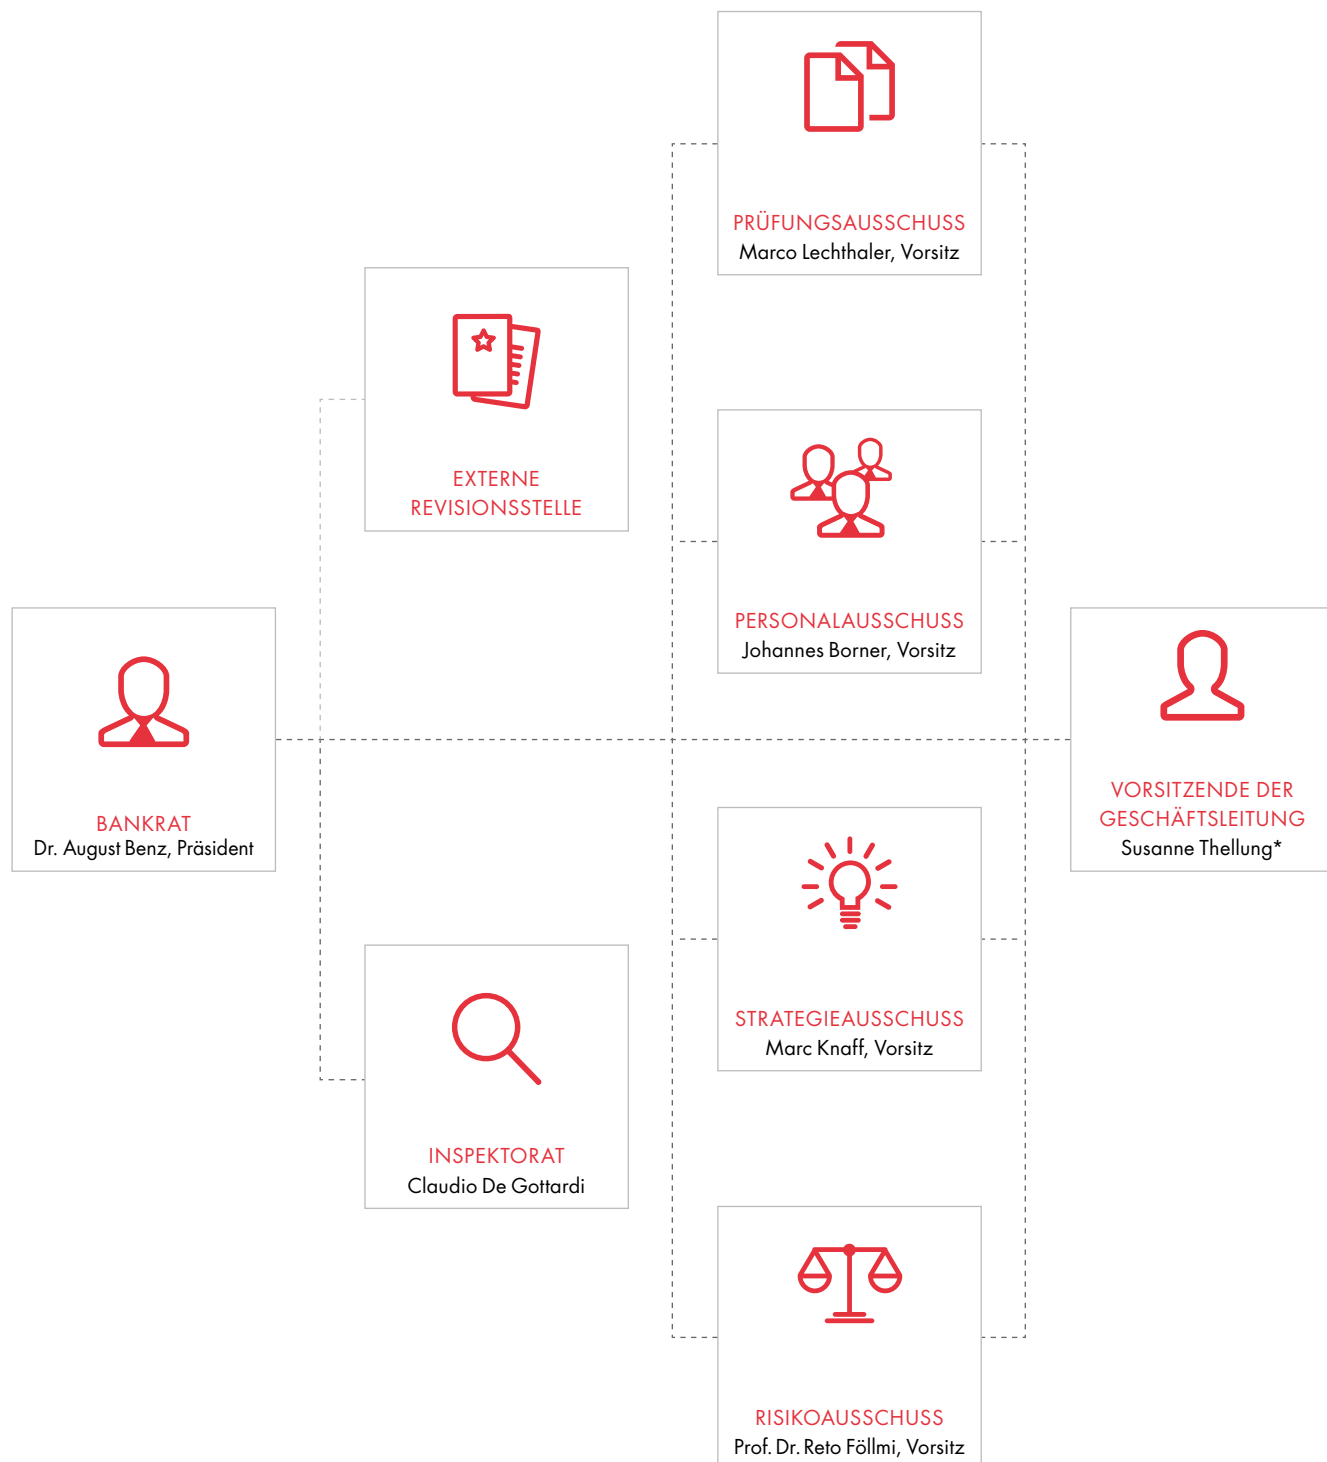 PRÜFUNGSAUSSCHUSS
Marco Lechthaler, Vorsitz
EXTERNE
REVISIONSSTELLE
PERSONALAUSSCHUSS
Johannes Borner, Vorsitz
BANKRAT
Dr. August Benz, Präsident
VORSITZENDE DER
GESCHÄFTSLEITUNG
Susanne Thellung*
STRATEGIEAUSSCHUSS
Marc Knaff, Vorsitz
INSPEKTORAT
Claudio De Gottardi
RISIKOAUSSCHUSS
Prof. Dr. Reto Föllmi, Vorsitz